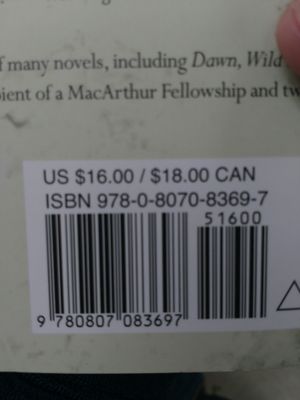 f many novels, including Dawn, Wild
ient of a MacArthur Fellowship and tw
US $16.00 / $18.00 CAN
ISBN 978-0-8070-8369-7
51600
9 780807 083697